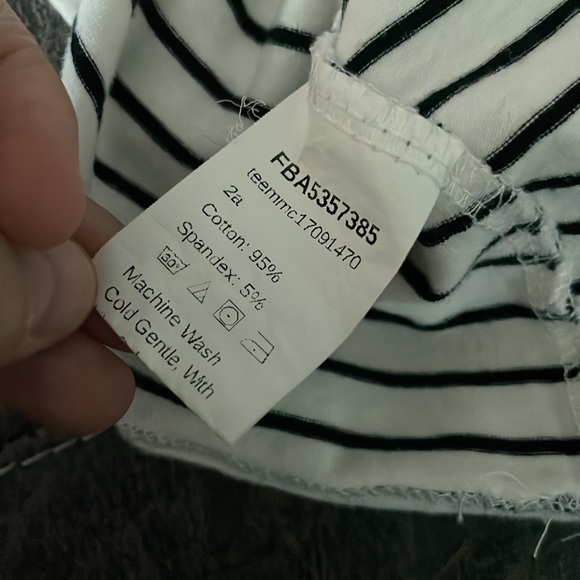 FBA5357385
teemmc17091470
2a
Cotton: 95%
Spandex: 5%
30°
Machine Wash
Cold Gentle, With